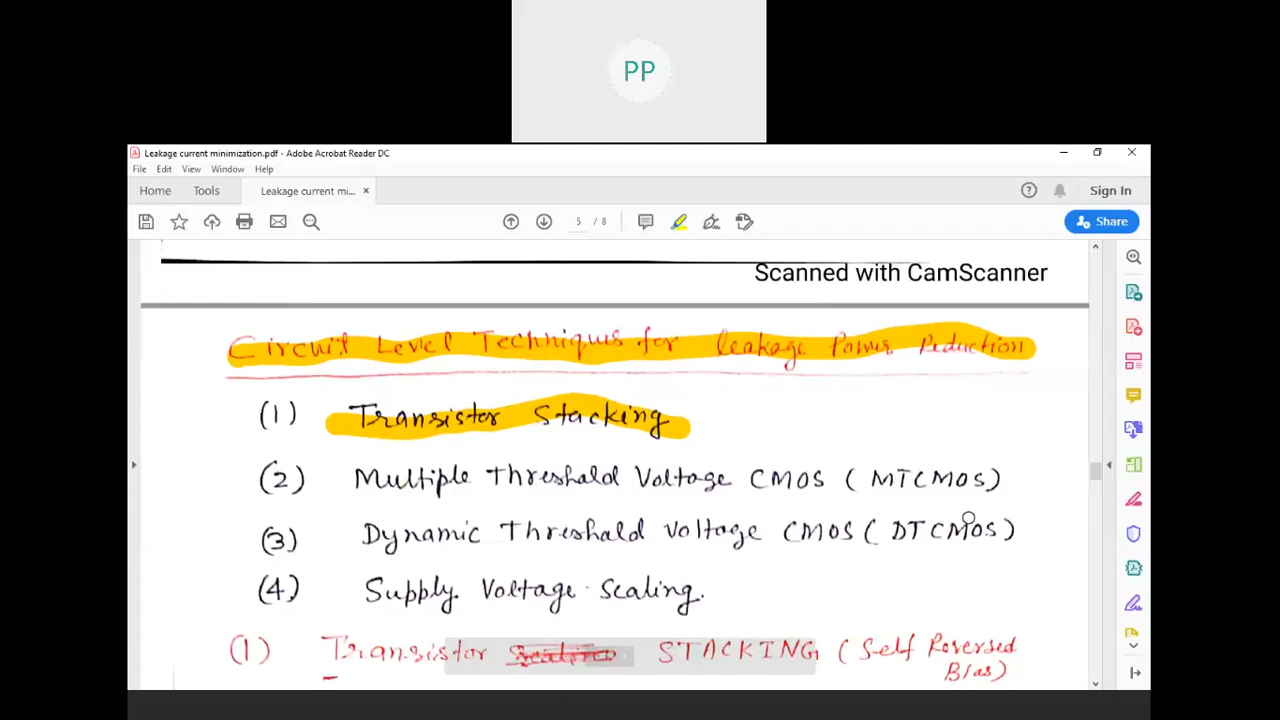 PP
Leakage current minimization.pdf - Adobe Acrobat Reader DC
File Edit View Window Help
Home Tools Leakage current mi... ×
Sign In
5 / 8
Share
Scanned with CamScanner
Circuit Level Techniques for leakage Power Reduction
(1) Transistor Stacking
(2) Multiple Threshold Voltage CMOS ( MTCMOS)
(3) Dynamic Threshold Voltage CMOS ( DTCMOS)
(4) Supply Voltage Scaling.
(1) Transistor STACKING ( Self Reversed
Bias)